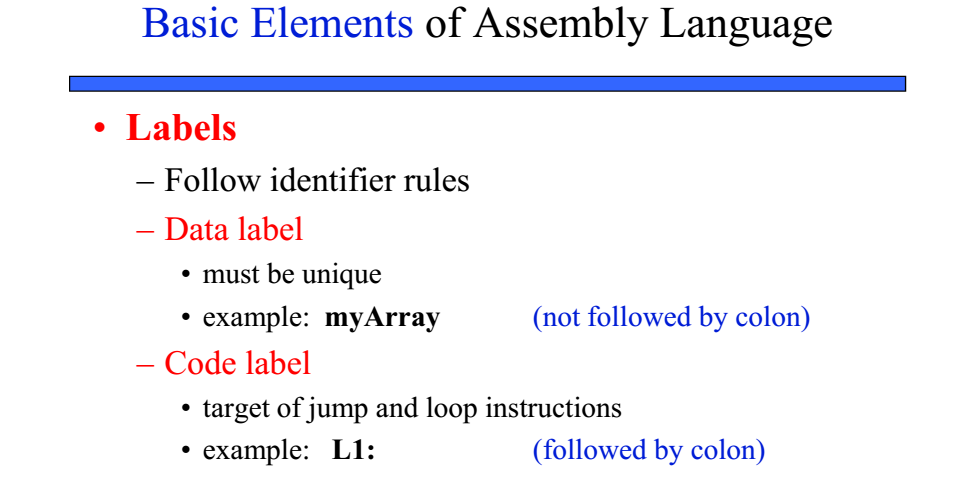 Basic Elements of Assembly Language
• Labels
– Follow identifier rules
– Data label
• must be unique
• example: myArray (not followed by colon)
– Code label
• target of jump and loop instructions
• example: L1: (followed by colon)